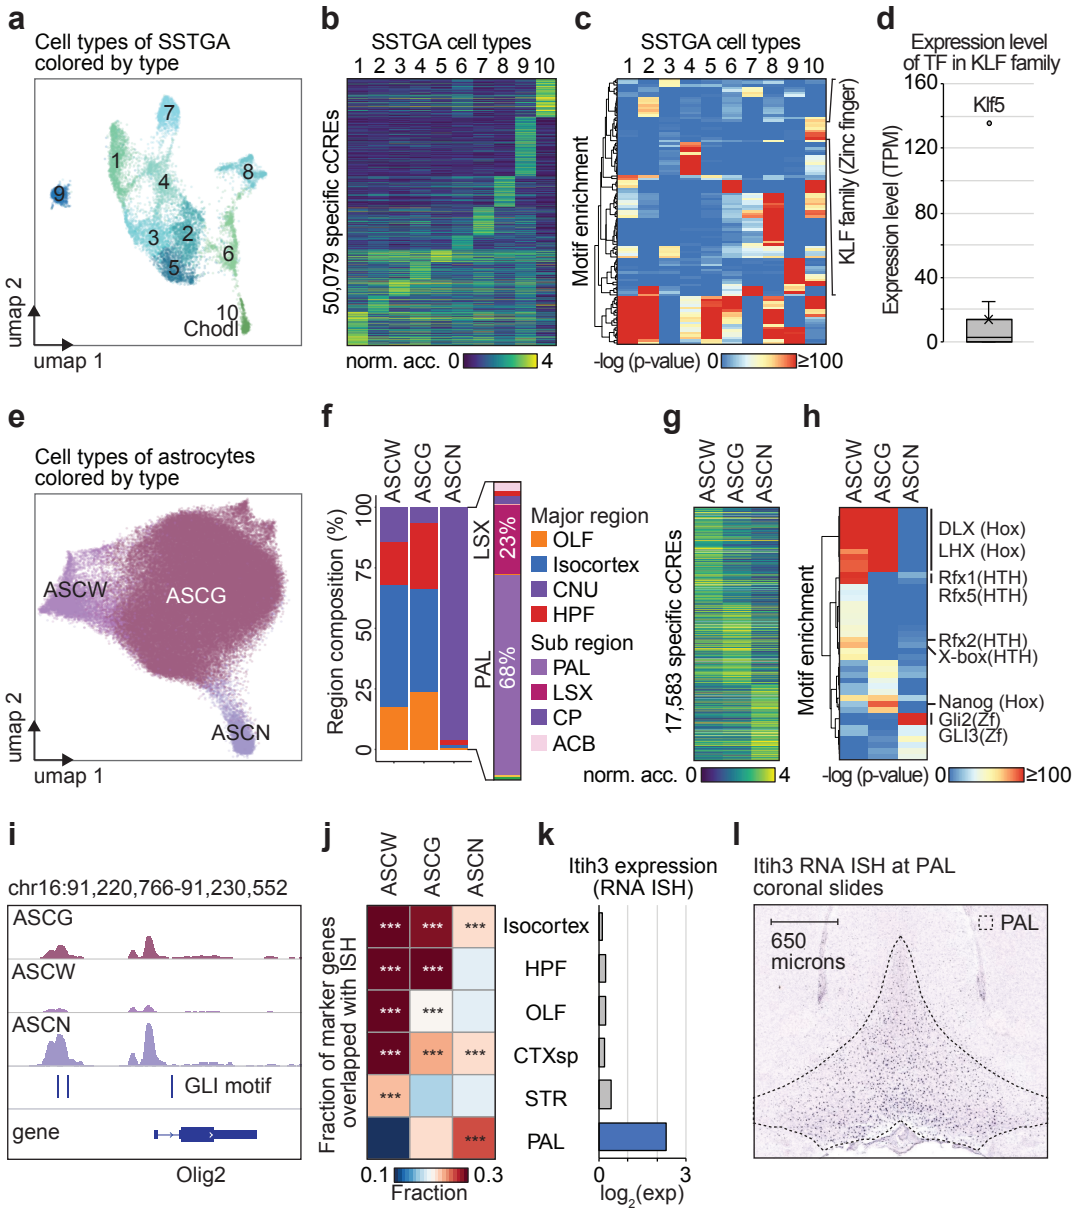 a
Cell types of SSTGA
colored by type
7
1
8
4
9
2
3
6
5
10
Chodl
umap 2
umap 1
b
SSTGA cell types
1 2 3 4 5 6 7 8 9 10
50,079 specific cCREs
norm. acc. 0 4
c
SSTGA cell types
1 2 3 4 5 6 7 8 9 10
Motif enrichment
KLF family (Zinc finger)
-log (p-value) 0 ≥100
d
Expression level
of TF in KLF family
Expression level (TPM)
160
120
80
40
0
Klf5
e
Cell types of astrocytes
colored by type
ASCW
ASCG
ASCN
umap 2
umap 1
f
ASCW
ASCG
ASCN
Region composition (%)
100
75
50
25
0
LSX
23%
PAL
68%
Major region
OLF
Isocortex
CNU
HPF
Sub region
PAL
LSX
CP
ACB
g
ASCW
ASCG
ASCN
17,583 specific cCREs
norm. acc. 0 4
h
ASCW
ASCG
ASCN
Motif enrichment
DLX (Hox)
LHX (Hox)
Rfx1(HTH)
Rfx5(HTH)
Rfx2(HTH)
X-box(HTH)
Nanog (Hox)
Gli2(Zf)
GLI3(Zf)
-log (p-value) 0 ≥100
i
chr16:91,220,766-91,230,552
ASCG
ASCW
ASCN
GLI motif
gene
Olig2
j
ASCW
ASCG
ASCN
Fraction of marker genes
overlapped with ISH
*** *** ***
*** ***
*** ***
*** *** ***
***
***
0.1 0.3
Fraction
k
Itih3 expression
(RNA ISH)
Isocortex
HPF
OLF
CTXsp
STR
PAL
0 3
log2(exp)
l
Itih3 RNA ISH at PAL
coronal slides
650
microns
PAL